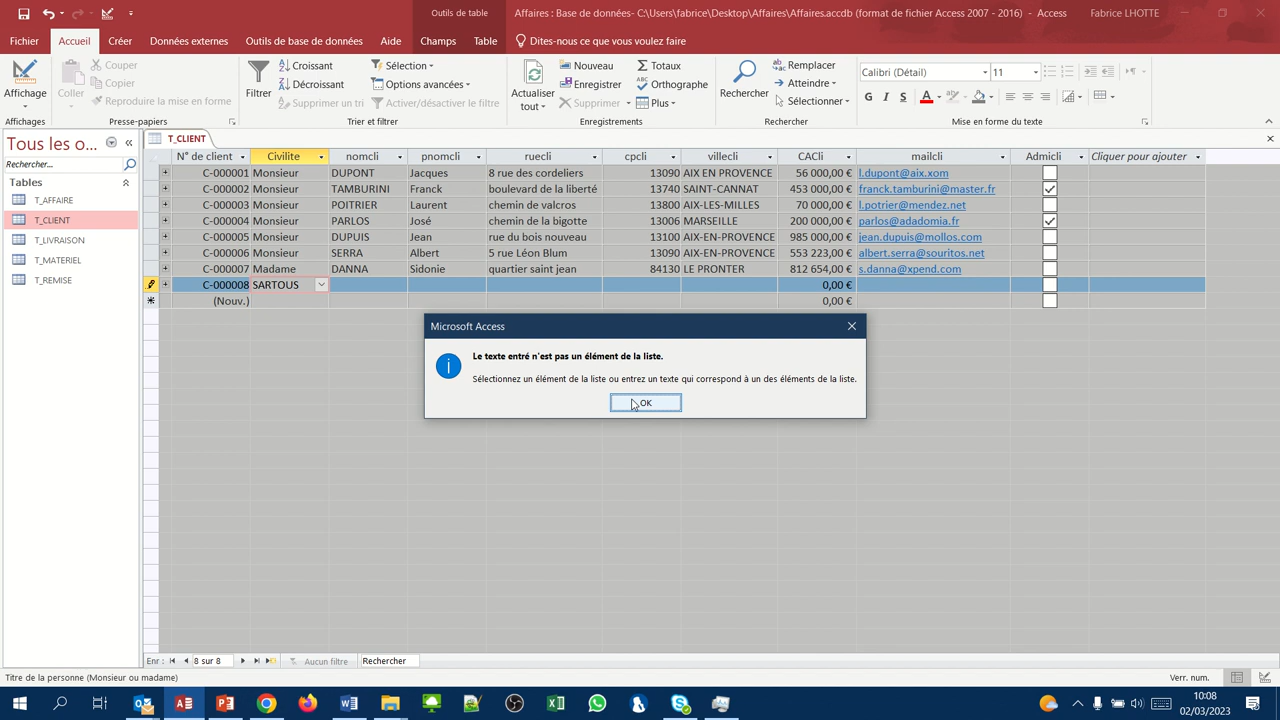 Outils de table
Affaires : Base de données- C:\Users\fabrice\Desktop\Affaires\Affaires.accdb (format de fichier Access 2007 - 2016) - Access
Fabrice LHOTTE
Fichier Accueil Créer Données externes Outils de base de données Aide Champs Table Dites-nous ce que vous voulez faire
Affichage
Affichages
Coller
Couper
Copier
Reproduire la mise en forme
Presse-papiers
Filtrer
Croissant
Décroissant
Supprimer un tri
Sélection
Options avancées
Activer/désactiver le filtre
Trier et filtrer
Actualiser
tout
Nouveau
Enregistrer
Supprimer
Totaux
Orthographe
Plus
Enregistrements
Rechercher
Remplacer
Atteindre
Sélectionner
Rechercher
Calibri (Détail) 11
G I S
Mise en forme du texte
Tous les o...
Rechercher...
Tables
T_AFFAIRE
T_CLIENT
T_LIVRAISON
T_MATERIEL
T_REMISE
T_CLIENT
N° de client Civilite nomcli pnomcli ruecli cpcli villecli CACli mailcli Admicli Cliquer pour ajouter
C-000001 Monsieur DUPONT Jacques 8 rue des cordeliers 13090 AIX EN PROVENCE 56 000,00 € l.dupont@aix.xom
C-000002 Monsieur TAMBURINI Franck boulevard de la liberté 13740 SAINT-CANNAT 453 000,00 € franck.tamburini@master.fr
C-000003 Monsieur POITRIER Laurent chemin de valcros 13800 AIX-LES-MILLES 70 000,00 € l.potrier@mendez.net
C-000004 Monsieur PARLOS José chemin de la bigotte 13006 MARSEILLE 200 000,00 € parlos@adadomia.fr
C-000005 Monsieur DUPUIS Jean rue du bois nouveau 13100 AIX-EN-PROVENCE 985 000,00 € jean.dupuis@mollos.com
C-000006 Monsieur SERRA Albert 5 rue Léon Blum 13090 AIX-EN-PROVENCE 553 223,00 € albert.serra@souritos.net
C-000007 Madame DANNA Sidonie quartier saint jean 84130 LE PRONTER 812 654,00 € s.danna@xpend.com
C-000008 SARTOUS 0,00 €
(Nouv.) 0,00 €
Microsoft Access
Le texte entré n'est pas un élément de la liste.
Sélectionnez un élément de la liste ou entrez un texte qui correspond à un des éléments de la liste.
OK
Enr : 8 sur 8 Aucun filtre Rechercher
Titre de la personne (Monsieur ou madame)
Verr. num.
10:08
02/03/2023